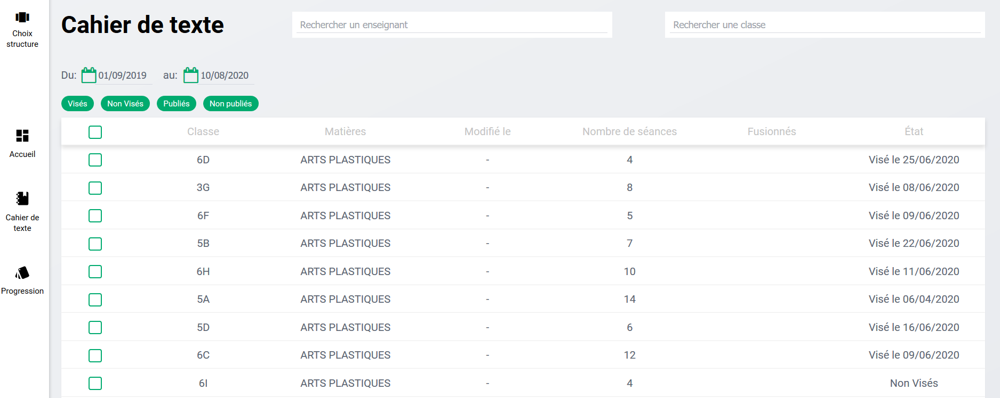 Choix
structure
Accueil
Cahier de
texte
Progression
Cahier de texte
Rechercher un enseignant
Rechercher une classe
Du: 01/09/2019 au: 10/08/2020
Visés Non Visés Publiés Non publiés
Classe Matières Modifié le Nombre de séances Fusionnés État
6D ARTS PLASTIQUES - 4 Visé le 25/06/2020
3G ARTS PLASTIQUES - 8 Visé le 08/06/2020
6F ARTS PLASTIQUES - 5 Visé le 09/06/2020
5B ARTS PLASTIQUES - 7 Visé le 22/06/2020
6H ARTS PLASTIQUES - 10 Visé le 11/06/2020
5A ARTS PLASTIQUES - 14 Visé le 06/04/2020
5D ARTS PLASTIQUES - 6 Visé le 16/06/2020
6C ARTS PLASTIQUES - 12 Visé le 09/06/2020
6I ARTS PLASTIQUES - 4 Non Visés